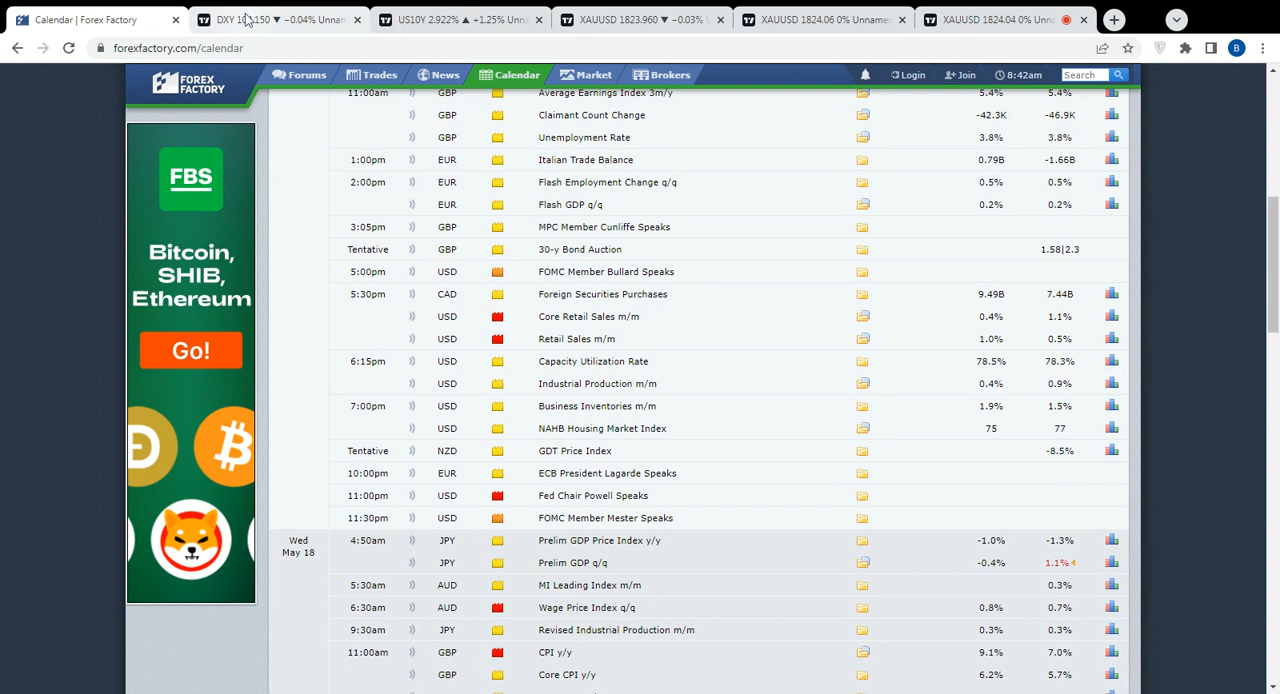 Calendar | Forex Factory
DXY ▼ −0.04% Unnam
US10Y 2.922% ▲ +1.25% Unn
XAUUSD 1823.960 ▼ −0.03% U
XAUUSD 1824.06 0% Unname
XAUUSD 1824.04 0% Unna
forexfactory.com/calendar
B
FOREX FACTORY
Forums Trades News Calendar Market Brokers Login Join 8:42am Search
11:00am GBP Average Earnings Index 3m/y 5.4% 5.4%
GBP Claimant Count Change -42.3K -46.9K
GBP Unemployment Rate 3.8% 3.8%
1:00pm EUR Italian Trade Balance 0.79B -1.66B
2:00pm EUR Flash Employment Change q/q 0.5% 0.5%
EUR Flash GDP q/q 0.2% 0.2%
3:05pm GBP MPC Member Cunliffe Speaks
Tentative GBP 30-y Bond Auction 1.58|2.3
5:00pm USD FOMC Member Bullard Speaks
5:30pm CAD Foreign Securities Purchases 9.49B 7.44B
USD Core Retail Sales m/m 0.4% 1.1%
USD Retail Sales m/m 1.0% 0.5%
6:15pm USD Capacity Utilization Rate 78.5% 78.3%
USD Industrial Production m/m 0.4% 0.9%
7:00pm USD Business Inventories m/m 1.9% 1.5%
USD NAHB Housing Market Index 75 77
Tentative NZD GDT Price Index -8.5%
10:00pm EUR ECB President Lagarde Speaks
11:00pm USD Fed Chair Powell Speaks
11:30pm USD FOMC Member Mester Speaks
Wed May 18 4:50am JPY Prelim GDP Price Index y/y -1.0% -1.3%
JPY Prelim GDP q/q -0.4% 1.1%
5:30am AUD MI Leading Index m/m 0.3%
6:30am AUD Wage Price Index q/q 0.8% 0.7%
9:30am JPY Revised Industrial Production m/m 0.3% 0.3%
11:00am GBP CPI y/y 9.1% 7.0%
GBP Core CPI y/y 6.2% 5.7%
FBS
Bitcoin,
SHIB,
Ethereum
Go!